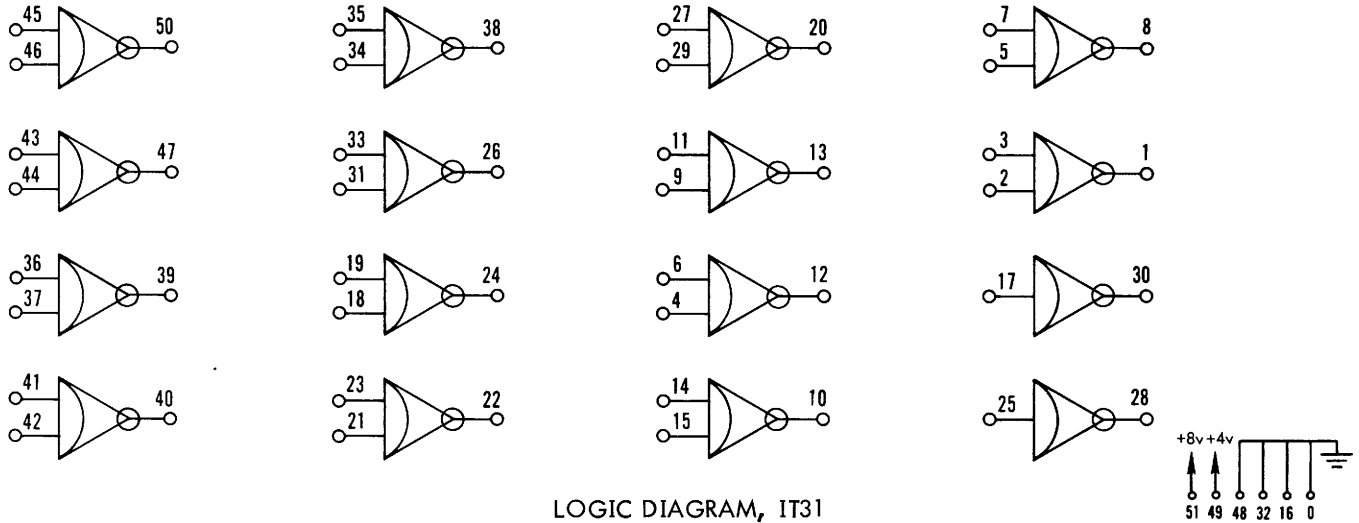 45 50 35 38 27 20 7 8
46 34 29 5
43 47 33 26 11 13 3 1
44 31 9 2
36 39 19 24 6 12 17 30
37 18 4
41 40 23 22 14 10 25 28
42 21 15
+8v +4v
51 49 48 32 16 0
LOGIC DIAGRAM, IT31